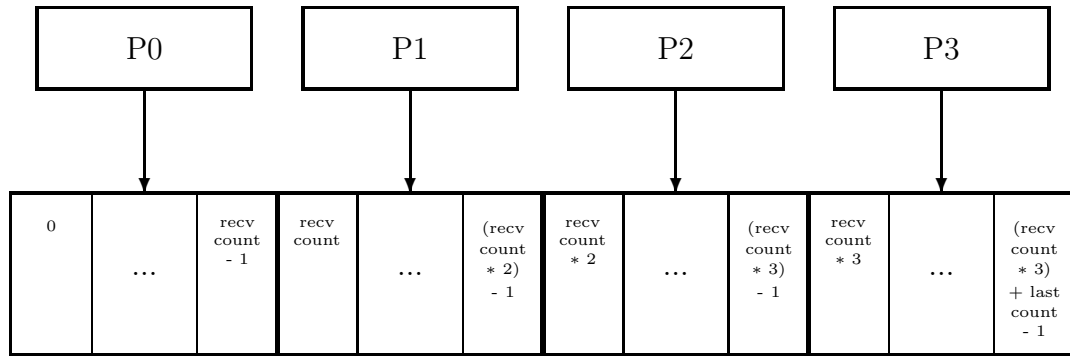 P0 P1 P2 P3
0
...
recv
count
- 1
recv
count
...
(recv
count
* 2)
- 1
recv
count
* 2
...
(recv
count
* 3)
- 1
recv
count
* 3
...
(recv
count
* 3)
+ last
count
- 1